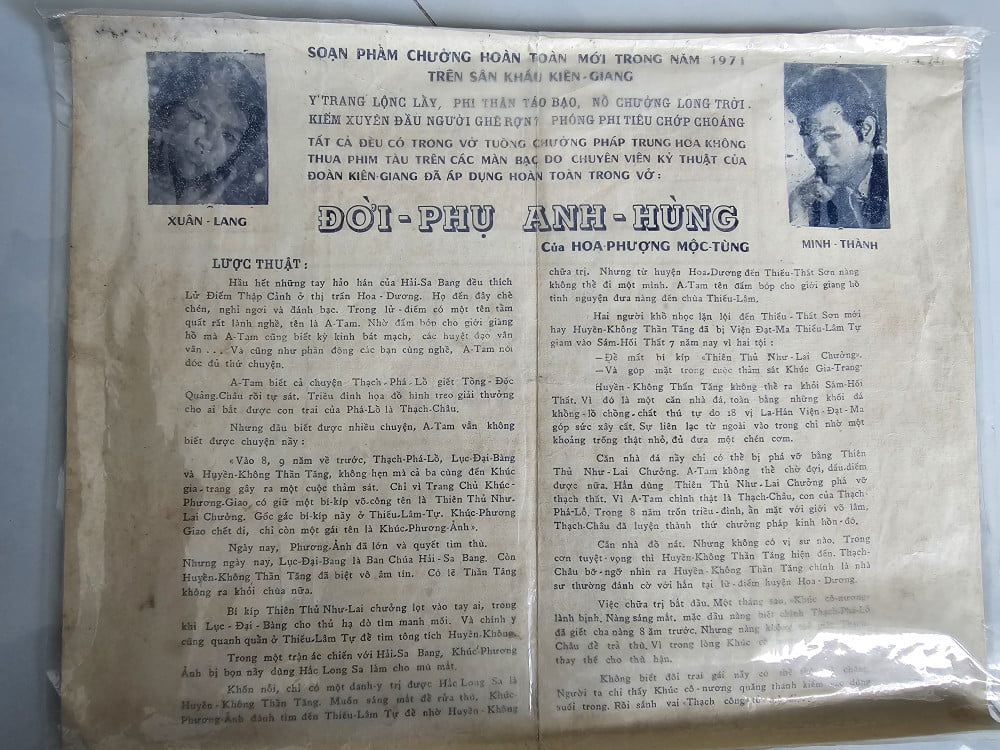 SOẠN PHẨM CHƯỞNG HOÀN TOÀN MỚI TRONG NĂM 1971
TRÊN SÂN KHẤU KIÊN-GIANG
Y TRANG LỘNG LẪY, PHI THÂN TÁO BẠO, NỔ CHƯỞNG LONG TRỜI.
KIẾM XUYÊN ĐẦU NGƯỜI GHÊ RỢN? PHÓNG PHI TIÊU CHỚP CHOÁNG
TẤT CẢ ĐỀU CÓ TRONG VỞ TUỒNG CHƯỞNG PHÁP TRUNG HOA KHÔNG
THUA PHIM TÀU TRÊN CÁC MÀN BẠC DO CHUYÊN VIÊN KỸ THUẬT CỦA
ĐOÀN KIÊN-GIANG ĐÃ ÁP DỤNG HOÀN TOÀN TRONG VỞ :
XUÂN - LANG
ĐỜI - PHỤ ANH - HÙNG
Của HOA-PHƯỢNG MỘC-TÙNG
MINH - THÀNH
LƯỢC THUẬT :
Hầu hết những tay hảo hán của Hải-Sa Bang đều thích
Lữ Điếm Thập Cảnh ở thị trấn Hoa - Dương. Họ đến đây chè
chén, nghỉ ngơi và đánh bạc. Trong lử - điếm có một tên tẩm
quất rất lành nghề, tên là A-Tam. Nhờ đấm bóp cho giới giang
hồ mà A-Tam cũng biết kỳ kinh bát mạch, các huyệt đạo vân
vân . . . Và cũng như phần đông các bạn cùng nghề, A-Tam nói
dóc đủ thứ chuyện.
A-Tam biết cả chuyện Thạch-Phá-Lồ giết Tổng-Đốc
Quảng.Châu rồi tự sát. Triều đình họa đồ hình treo giải thưởng
cho ai bắt được con trai của Phá-Lồ là Thạch-Châu.
Nhưng dầu biết được nhiều chuyện, A-Tam vẫn không
biết được chuyện này :
«Vào 8, 9 năm về trước, Thạch-Phá-Lồ, Lục-Đại-Bàng
và Huyền-Không Thần Tăng, không hẹn mà cả ba cùng đến Khúc
gia-trang gây ra một cuộc thảm sát. Chỉ vì Trang Chủ Khúc-
Phương-Giao có giữ một bí-kíp võ-công tên là Thiên Thủ Như-
Lai Chưởng. Gốc gác bí-kíp này ở Thiếu-Lâm-Tự. Khúc-Phương
Giao chết đi, chỉ còn một gái tên là Khúc-Phương-Ảnh».
Ngày nay, Phương-Ảnh đã lớn và quyết tìm thù.
Nhưng ngày nay, Lục-Đại-Bang là Ban Chúa Hải - Sa Bang. Còn
Huyền-Không Thần Tăng đã biệt vô âm tín. Có lẽ Thần Tăng
không ra khỏi chùa nữa.
Bí kíp Thiên Thủ Như-Lai chưởng lọt vào tay ai, trong
khi Lục - Đại - Bàng cho thủ hạ dò tìm manh mối. Và chính y
cũng quanh quẩn ở Thiếu-Lâm-Tự để tìm tông tích Huyền-Không.
Trong một trận ác chiến với Hải-Sa Bang, Khúc-Phương
Ảnh bị bọn này dùng Hắc Long Sa làm cho mù mắt.
Khốn nỗi, chỉ có một danh-y trị được Hắc Long Sa là
Huyền-Không Thần Tăng. Muốn sáng mắt để rửa thù, Khúc-
Phương-Ảnh đành tìm đến Thiếu-Lâm Tự để nhờ Huyền-Không
chữa trị. Nhưng từ huyện Hoa-Dương đến Thiếu-Thất Sơn nàng
không thể đi một mình. A-Tam tên đấm bóp cho giới giang hồ
tình nguyện đưa nàng đến chùa Thiếu-Lâm.
Hai người khổ nhọc lặn lội đến Thiếu - Thất Sơn mới
hay Huyền-Không Thần Tăng đã bị Viện Đạt-Ma Thiếu-Lâm Tự
giam vào Sám-Hối Thất 7 năm nay vì hai tội :
—Để mất bí kíp «Thiên Thủ Như-Lai Chưởng».
—Và góp mặt trong cuộc thảm sát Khúc Gia-Trang.
Huyền-Không Thần Tăng không thể ra khỏi Sám-Hối
Thất. Vì đó là một căn nhà đá, toàn bằng những khối đá
khổng - lồ chồng - chất thứ tự do 18 vị La-Hán Viện-Đạt-Ma
góp sức xây cất. Sự liên lạc từ ngoài vào trong chỉ nhờ một
khoảng trống thật nhỏ, đủ đưa một chén cơm.
Căn nhà đá này chỉ có thể bị phá vỡ bằng Thiên
Thủ Như-Lai Chưởng. A-Tam không thể chờ đợi, dấu.diếm
được nữa. Hắn dùng Thiên Thủ Như-Lai Chưởng phá vỡ
thạch thất. Vì A-Tam chính thật là Thạch-Châu, con của Thạch-
Phá-Lồ. Trong 8 năm trốn triều-đình, ẩn mặt với giới võ lâm,
Thạch-Châu đã luyện thành thứ chưởng pháp kinh hồn - đó.
Căn nhà đổ nát. Nhưng không có vị sư nào. Trong
cơn tuyệt-vọng thì Huyền-Không Thần Tăng hiện đến. Thạch-
Châu bỡ-ngỡ nhìn ra Huyền-Không Thần Tăng chính là nhà
sư thường đánh cờ với hắn tại lử-điếm huyện Hoa-Dương.
Việc chữa trị bắt đầu. Một tháng sau, «Khúc cô-nương»
lành bịnh. Nàng sáng mắt, mặc dầu nàng biết chính Thạch-Phá-Lồ
đã giết cha nàng 8 năm trước. Nhưng nàng không thể giết Thạch
Châu để trả thù. Vì trong lòng Khúc cô
thay thế cho thù hận.
Không biết đôi trai gái này có thể
Người ta chỉ thấy Khúc cô-nương quăng thanh kiếm xuống
suối trong. Rồi sánh vai «Thạch công tử»